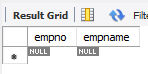 Result Grid Filte
empno empname
NULL NULL